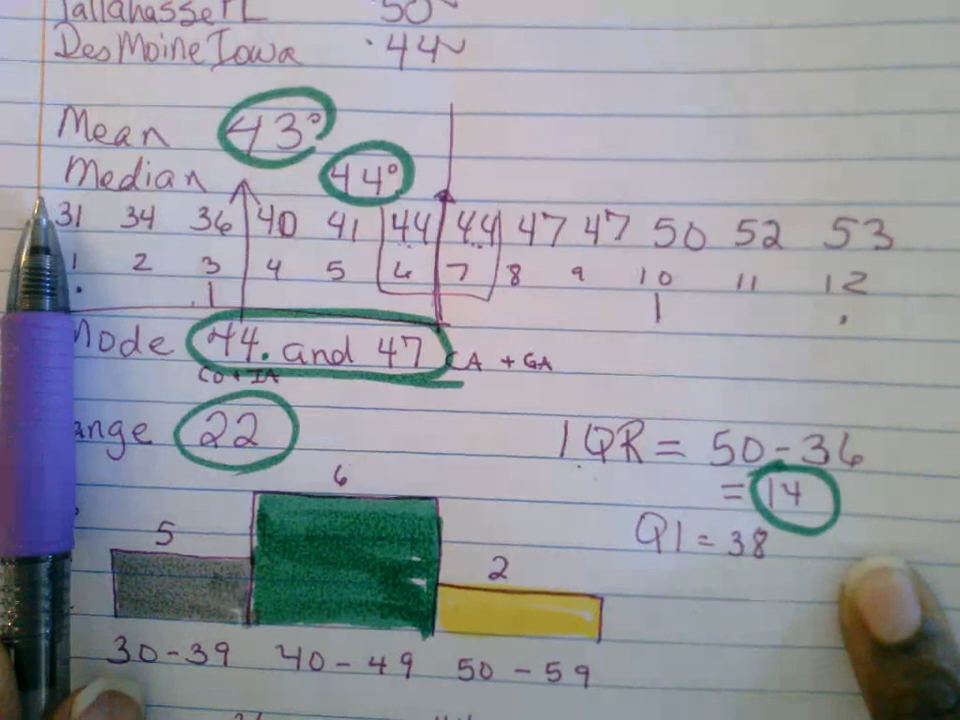 Tallahasse FL 50~
Des Moine Iowa . 44~
Mean 43°
Median 44°
31 34 36 40 41 44 44 47 47 50 52 53
1 2 3 4 5 6 7 8 9 10 11 12
Mode 44. and 47 CA + GA
CO + IA
ange 22
IQR = 50-36
= 14
Q1 = 38
6
5
2
30-39 40-49 50-59